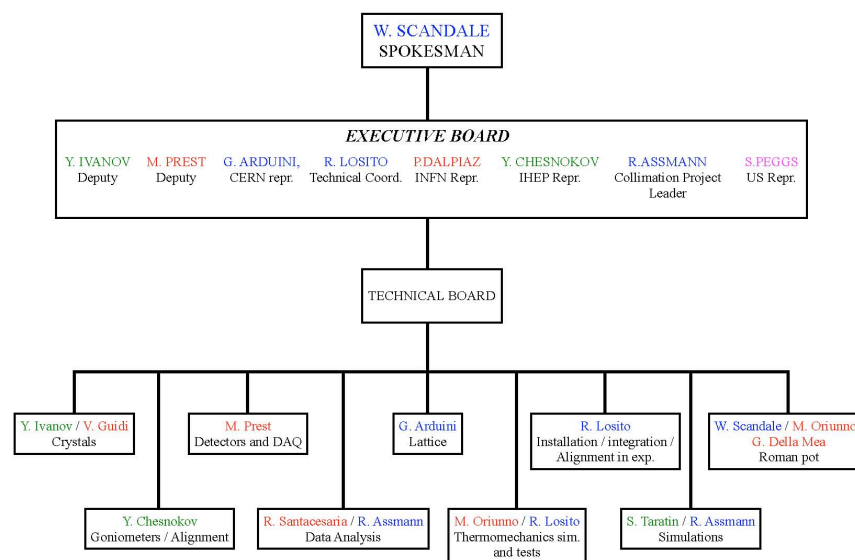 W. SCANDALE
SPOKESMAN
EXECUTIVE BOARD
Y. IVANOV M. PREST G. ARDUINI, R. LOSITO P.DALPIAZ Y. CHESNOKOV R.ASSMANN S.PEGGS
Deputy Deputy CERN repr. Technical Coord. INFN Repr. IHEP Repr. Collimation Project US Repr.
Leader
TECHNICAL BOARD
Y. Ivanov / V. Guidi
Crystals
M. Prest
Detectors and DAQ
G. Arduini
Lattice
R. Losito
Installation / integration /
Alignment in exp.
W. Scandale / M. Oriunno
G. Della Mea
Roman pot
Y. Chesnokov
Goniometers / Alignment
R. Santacesaria / R. Assmann
Data Analysis
M. Oriunno / R. Losito
Thermomechanics sim.
and tests
S. Taratin / R. Assmann
Simulations